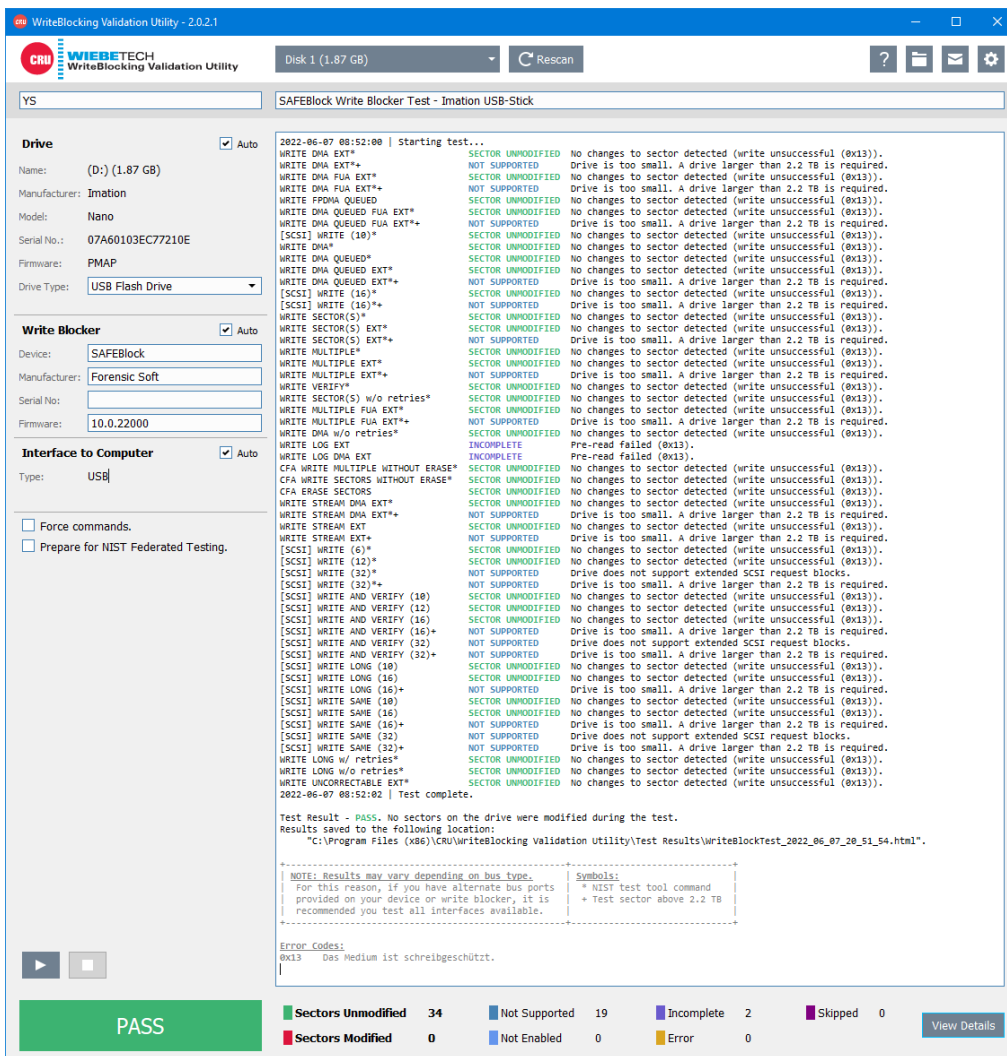 WriteBlocking Validation Utility - 2.0.2.1
CRU WIEBETECH
WriteBlocking Validation Utility
Disk 1 (1.87 GB)
Rescan
?
YS
SAFEBlock Write Blocker Test - Imation USB-Stick
Drive
Auto
Name: (D:) (1.87 GB)
Manufacturer: Imation
Model: Nano
Serial No.: 07A60103EC77210E
Firmware: PMAP
Drive Type: USB Flash Drive
Write Blocker
Auto
Device: SAFEBlock
Manufacturer: Forensic Soft
Serial No:
Firmware: 10.0.22000
Interface to Computer
Auto
Type: USB
Force commands.
Prepare for NIST Federated Testing.
2022-06-07 08:52:00 | Starting test...
WRITE DMA EXT* SECTOR UNMODIFIED No changes to sector detected (write unsuccessful (0x13)).
WRITE DMA EXT*+ NOT SUPPORTED Drive is too small. A drive larger than 2.2 TB is required.
WRITE DMA FUA EXT* SECTOR UNMODIFIED No changes to sector detected (write unsuccessful (0x13)).
WRITE DMA FUA EXT*+ NOT SUPPORTED Drive is too small. A drive larger than 2.2 TB is required.
WRITE FPDMA QUEUED SECTOR UNMODIFIED No changes to sector detected (write unsuccessful (0x13)).
WRITE DMA QUEUED FUA EXT* SECTOR UNMODIFIED No changes to sector detected (write unsuccessful (0x13)).
WRITE DMA QUEUED FUA EXT*+ NOT SUPPORTED Drive is too small. A drive larger than 2.2 TB is required.
[SCSI] WRITE (10)* SECTOR UNMODIFIED No changes to sector detected (write unsuccessful (0x13)).
WRITE DMA* SECTOR UNMODIFIED No changes to sector detected (write unsuccessful (0x13)).
WRITE DMA QUEUED* SECTOR UNMODIFIED No changes to sector detected (write unsuccessful (0x13)).
WRITE DMA QUEUED EXT* SECTOR UNMODIFIED No changes to sector detected (write unsuccessful (0x13)).
WRITE DMA QUEUED EXT*+ NOT SUPPORTED Drive is too small. A drive larger than 2.2 TB is required.
[SCSI] WRITE (16)* SECTOR UNMODIFIED No changes to sector detected (write unsuccessful (0x13)).
[SCSI] WRITE (16)*+ NOT SUPPORTED Drive is too small. A drive larger than 2.2 TB is required.
WRITE SECTOR(S)* SECTOR UNMODIFIED No changes to sector detected (write unsuccessful (0x13)).
WRITE SECTOR(S) EXT* SECTOR UNMODIFIED No changes to sector detected (write unsuccessful (0x13)).
WRITE SECTOR(S) EXT*+ NOT SUPPORTED Drive is too small. A drive larger than 2.2 TB is required.
WRITE MULTIPLE* SECTOR UNMODIFIED No changes to sector detected (write unsuccessful (0x13)).
WRITE MULTIPLE EXT* SECTOR UNMODIFIED No changes to sector detected (write unsuccessful (0x13)).
WRITE MULTIPLE EXT*+ NOT SUPPORTED Drive is too small. A drive larger than 2.2 TB is required.
WRITE VERIFY* SECTOR UNMODIFIED No changes to sector detected (write unsuccessful (0x13)).
WRITE SECTOR(S) w/o retries* SECTOR UNMODIFIED No changes to sector detected (write unsuccessful (0x13)).
WRITE MULTIPLE FUA EXT* SECTOR UNMODIFIED No changes to sector detected (write unsuccessful (0x13)).
WRITE MULTIPLE FUA EXT*+ NOT SUPPORTED Drive is too small. A drive larger than 2.2 TB is required.
WRITE DMA w/o retries* SECTOR UNMODIFIED No changes to sector detected (write unsuccessful (0x13)).
WRITE LOG EXT INCOMPLETE Pre-read failed (0x13).
WRITE LOG DMA EXT INCOMPLETE Pre-read failed (0x13).
CFA WRITE MULTIPLE WITHOUT ERASE* SECTOR UNMODIFIED No changes to sector detected (write unsuccessful (0x13)).
CFA WRITE SECTORS WITHOUT ERASE* SECTOR UNMODIFIED No changes to sector detected (write unsuccessful (0x13)).
CFA ERASE SECTORS SECTOR UNMODIFIED No changes to sector detected (write unsuccessful (0x13)).
WRITE STREAM DMA EXT* SECTOR UNMODIFIED No changes to sector detected (write unsuccessful (0x13)).
WRITE STREAM DMA EXT*+ NOT SUPPORTED Drive is too small. A drive larger than 2.2 TB is required.
WRITE STREAM EXT SECTOR UNMODIFIED No changes to sector detected (write unsuccessful (0x13)).
WRITE STREAM EXT+ NOT SUPPORTED Drive is too small. A drive larger than 2.2 TB is required.
[SCSI] WRITE (6)* SECTOR UNMODIFIED No changes to sector detected (write unsuccessful (0x13)).
[SCSI] WRITE (12)* SECTOR UNMODIFIED No changes to sector detected (write unsuccessful (0x13)).
[SCSI] WRITE (32)* NOT SUPPORTED Drive does not support extended SCSI request blocks.
[SCSI] WRITE (32)*+ NOT SUPPORTED Drive is too small. A drive larger than 2.2 TB is required.
[SCSI] WRITE AND VERIFY (10) SECTOR UNMODIFIED No changes to sector detected (write unsuccessful (0x13)).
[SCSI] WRITE AND VERIFY (12) SECTOR UNMODIFIED No changes to sector detected (write unsuccessful (0x13)).
[SCSI] WRITE AND VERIFY (16) SECTOR UNMODIFIED No changes to sector detected (write unsuccessful (0x13)).
[SCSI] WRITE AND VERIFY (16)+ NOT SUPPORTED Drive is too small. A drive larger than 2.2 TB is required.
[SCSI] WRITE AND VERIFY (32) NOT SUPPORTED Drive does not support extended SCSI request blocks.
[SCSI] WRITE AND VERIFY (32)+ NOT SUPPORTED Drive is too small. A drive larger than 2.2 TB is required.
[SCSI] WRITE LONG (10) SECTOR UNMODIFIED No changes to sector detected (write unsuccessful (0x13)).
[SCSI] WRITE LONG (16) SECTOR UNMODIFIED No changes to sector detected (write unsuccessful (0x13)).
[SCSI] WRITE LONG (16)+ NOT SUPPORTED Drive is too small. A drive larger than 2.2 TB is required.
[SCSI] WRITE SAME (10) SECTOR UNMODIFIED No changes to sector detected (write unsuccessful (0x13)).
[SCSI] WRITE SAME (16) SECTOR UNMODIFIED No changes to sector detected (write unsuccessful (0x13)).
[SCSI] WRITE SAME (16)+ NOT SUPPORTED Drive is too small. A drive larger than 2.2 TB is required.
[SCSI] WRITE SAME (32) NOT SUPPORTED Drive does not support extended SCSI request blocks.
[SCSI] WRITE SAME (32)+ NOT SUPPORTED Drive is too small. A drive larger than 2.2 TB is required.
WRITE LONG w/ retries* SECTOR UNMODIFIED No changes to sector detected (write unsuccessful (0x13)).
WRITE LONG w/o retries* SECTOR UNMODIFIED No changes to sector detected (write unsuccessful (0x13)).
WRITE UNCORRECTABLE EXT* SECTOR UNMODIFIED No changes to sector detected (write unsuccessful (0x13)).
2022-06-07 08:52:02 | Test complete.
Test Result - PASS. No sectors on the drive were modified during the test.
Results saved to the following location:
"C:\Program Files (x86)\CRU\WriteBlocking Validation Utility\Test Results\WriteBlockTest_2022_06_07_20_51_54.html".
NOTE: Results may vary depending on bus type. | Symbols:
For this reason, if you have alternate bus ports | * NIST test tool command
provided on your device or write blocker, it is | + Test sector above 2.2 TB
recommended you test all interfaces available.
Error Codes:
0x13 Das Medium ist schreibgeschützt.
PASS
Sectors Unmodified 34 Not Supported 19 Incomplete 2 Skipped 0
Sectors Modified 0 Not Enabled 0 Error 0
View Details